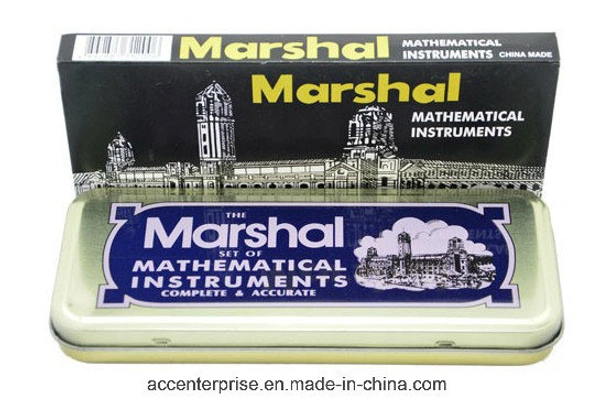 Marshal MATHEMATICAL
INSTRUMENTS CHINA MADE
Marshal
MATHEMATICAL
INSTRUMENTS
THE
Marshal
SET OF
MATHEMATICAL
INSTRUMENTS
COMPLETE & ACCURATE
accenterprise.en.made-in-china.com